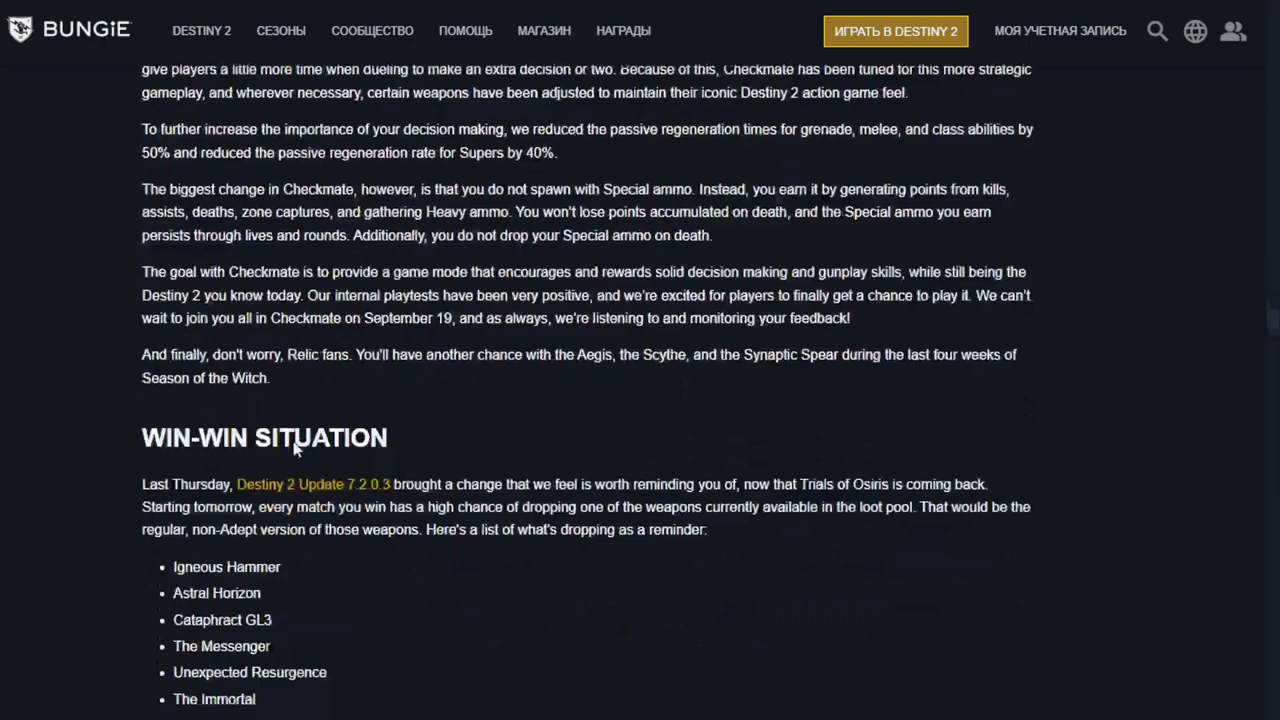 BUNGiE
DESTINY 2
СЕЗОНЫ
СООБЩЕСТВО
ПОМОЩЬ
МАГАЗИН
НАГРАДЫ
ИГРАТЬ В DESTINY 2
МОЯ УЧЕТНАЯ ЗАПИСЬ
give players a little more time when dueling to make an extra decision or two. Because of this, Checkmate has been tuned for this more strategic
gameplay, and wherever necessary, certain weapons have been adjusted to maintain their iconic Destiny 2 action game feel.
To further increase the importance of your decision making, we reduced the passive regeneration times for grenade, melee, and class abilities by
50% and reduced the passive regeneration rate for Supers by 40%.
The biggest change in Checkmate, however, is that you do not spawn with Special ammo. Instead, you earn it by generating points from kills,
assists, deaths, zone captures, and gathering Heavy ammo. You won't lose points accumulated on death, and the Special ammo you earn
persists through lives and rounds. Additionally, you do not drop your Special ammo on death.
The goal with Checkmate is to provide a game mode that encourages and rewards solid decision making and gunplay skills, while still being the
Destiny 2 you know today. Our internal playtests have been very positive, and we're excited for players to finally get a chance to play it. We can't
wait to join you all in Checkmate on September 19, and as always, we're listening to and monitoring your feedback!
And finally, don't worry, Relic fans. You'll have another chance with the Aegis, the Scythe, and the Synaptic Spear during the last four weeks of
Season of the Witch.
WIN-WIN SITUATION
Last Thursday, Destiny 2 Update 7.2.0.3 brought a change that we feel is worth reminding you of, now that Trials of Osiris is coming back.
Starting tomorrow, every match you win has a high chance of dropping one of the weapons currently available in the loot pool. That would be the
regular, non-Adept version of those weapons. Here's a list of what's dropping as a reminder:
• Igneous Hammer
• Astral Horizon
• Cataphract GL3
• The Messenger
• Unexpected Resurgence
• The Immortal